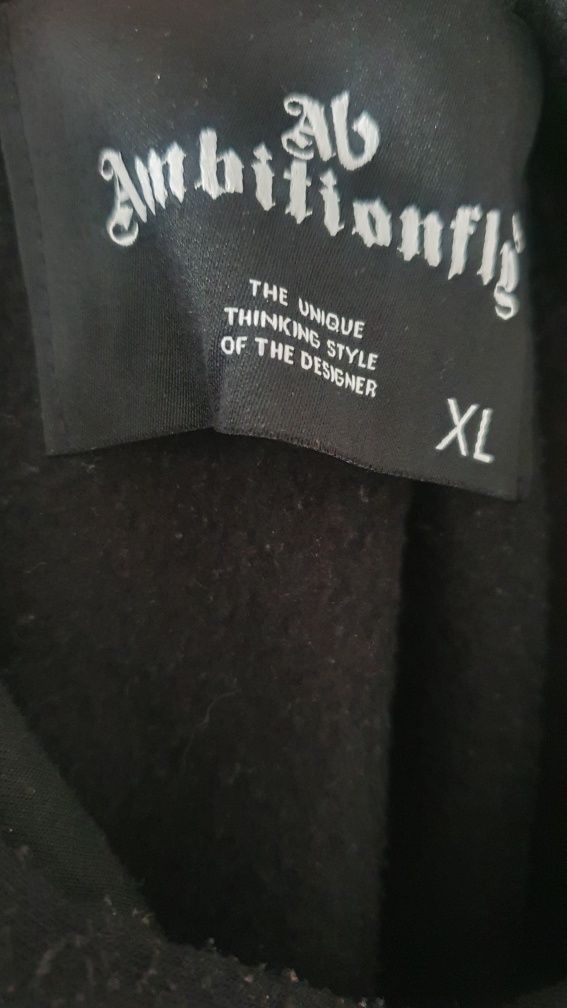 Ab
Ambitionfly
THE UNIQUE
THINKING STYLE
OF THE DESIGNER
XL